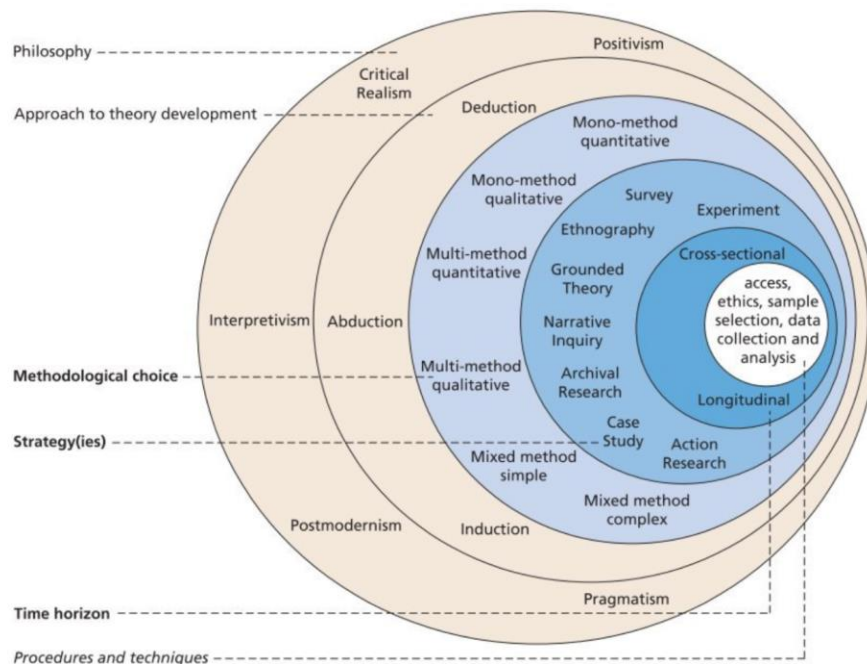 Philosophy
Positivism
Critical
Realism
Approach to theory development
Deduction
Mono-method
quantitative
Mono-method
qualitative
Survey
Experiment
Ethnography
Multi-method
quantitative
Cross-sectional
Grounded
Theory
access,
ethics, sample
selection, data
collection and
analysis
Interpretivism
Abduction
Narrative
Inquiry
Methodological choice
Multi-method
qualitative
Archival
Research
Longitudinal
Strategy(ies)
Case
Study
Action
Research
Mixed method
simple
Mixed method
complex
Postmodernism
Induction
Pragmatism
Time horizon
Procedures and techniques